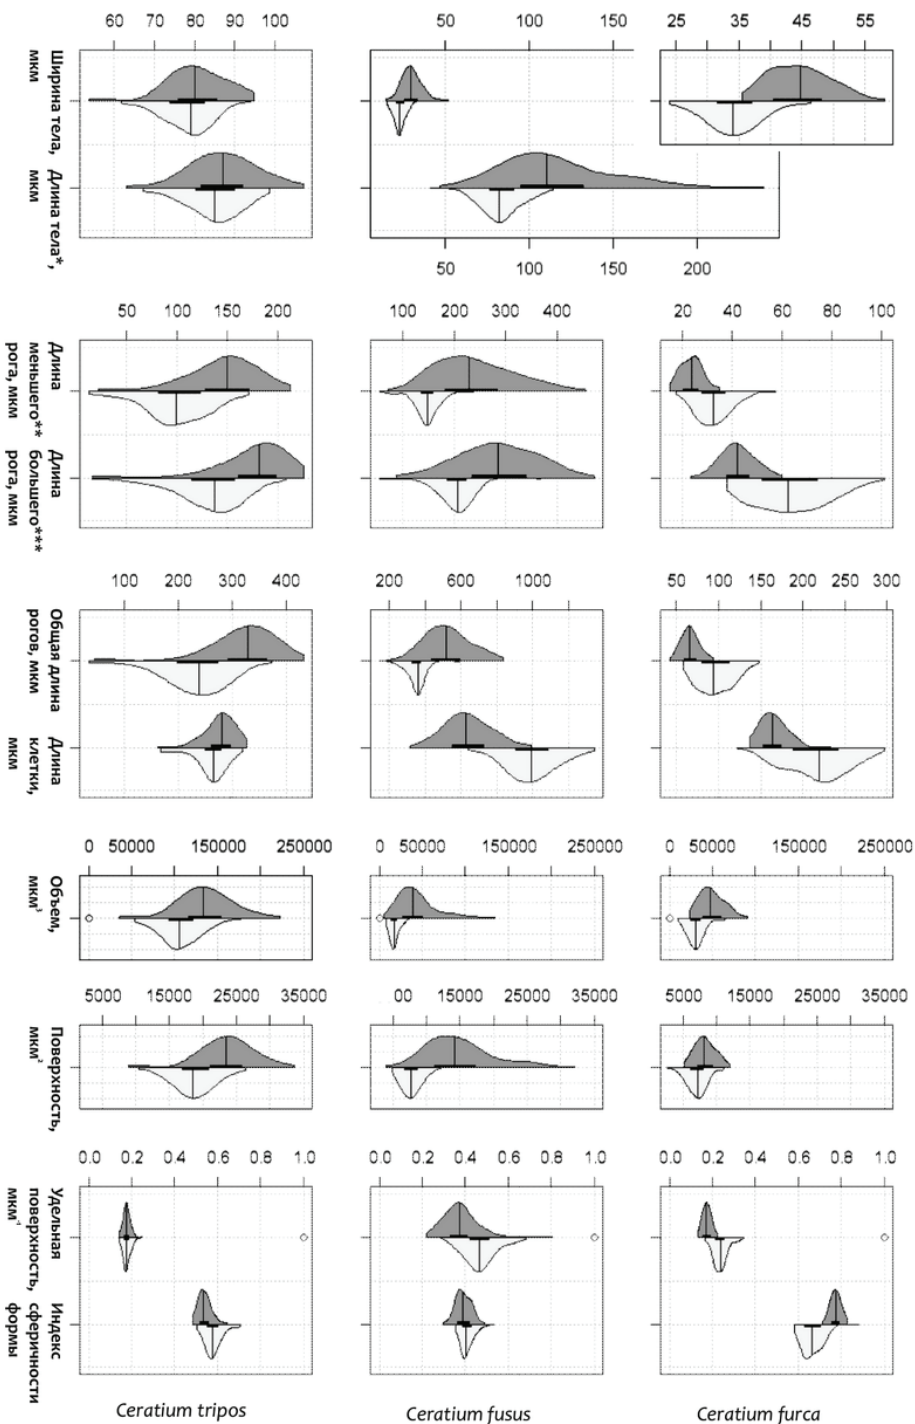 60 70 80 90 100
50 100 150
25 35 45 55
Ширина тела,
мкм
Длина тела*,
мкм
50 100 150 200
50 100 150 200
100 200 300 400
20 40 60 80 100
Длина
меньшего**
рога, мкм
Длина
большего***
рога, мкм
100 200 300 400
200 600 1000
50 100 150 200 250 300
Общая длина
рогов, мкм
Длина
клетки,
мкм
0 50000 150000 250000
0 50000 150000 250000
0 50000 150000 250000
Объем,
мкм³
5000 15000 25000 35000
00 15000 25000 35000
5000 15000 25000 35000
Поверхность,
мкм²
0.0 0.2 0.4 0.6 0.8 1.0
0.0 0.2 0.4 0.6 0.8 1.0
0.0 0.2 0.4 0.6 0.8 1.0
Удельная
поверхность,
мкм⁻¹
Индекс
сферичности
формы
Ceratium tripos
Ceratium fusus
Ceratium furca